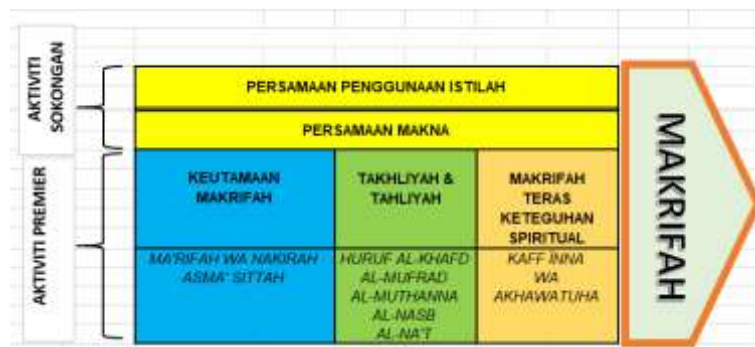 AKTIVITI
SOKONGAN
PERSAMAAN PENGGUNAAN ISTILAH
PERSAMAAN MAKNA
AKTIVITI PREMIER
KEUTAMAAN
MAKRIFAH
TAKHLIYAH &
TAHLIYAH
MAKRIFAH
TERAS
KETEGUHAN
SPIRITUAL
MA'RIFAH WA NAKIRAH
ASMA' SITTAH
HURUF AL-KHAFD
AL-MUFRAD
AL-MUTHANNA
AL-NASB
AL-NA'T
KAFF INNA
WA
AKHAWATUHA
MAKRIFAH